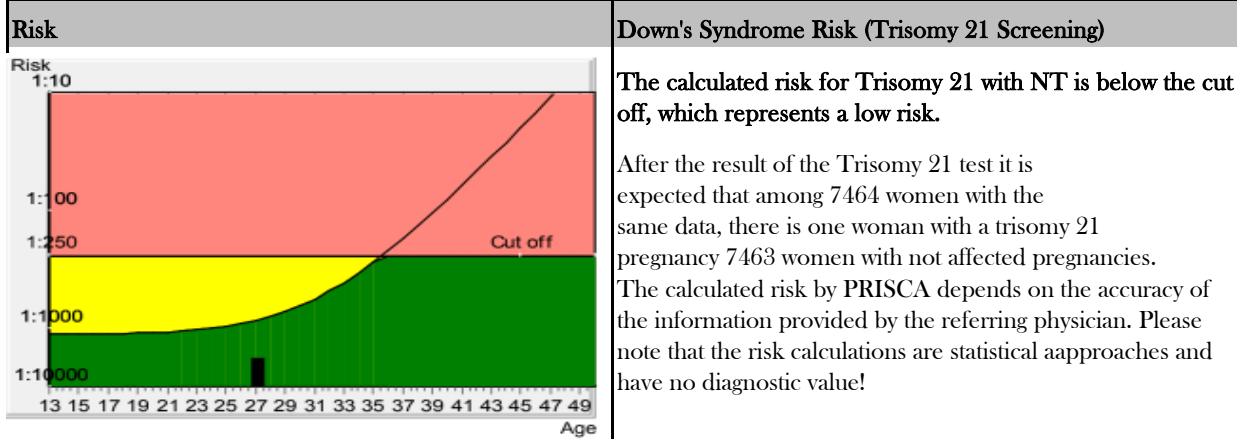 Risk
Down's Syndrome Risk (Trisomy 21 Screening)
Risk
1:10
1:100
1:250
Cut off
1:1000
1:10000
13 15 17 19 21 23 25 27 29 31 33 35 37 39 41 43 45 47 49
Age
The calculated risk for Trisomy 21 with NT is below the cut
off, which represents a low risk.
After the result of the Trisomy 21 test it is
expected that among 7464 women with the
same data, there is one woman with a trisomy 21
pregnancy 7463 women with not affected pregnancies.
The calculated risk by PRISCA depends on the accuracy of
the information provided by the referring physician. Please
note that the risk calculations are statistical aapproaches and
have no diagnostic value!